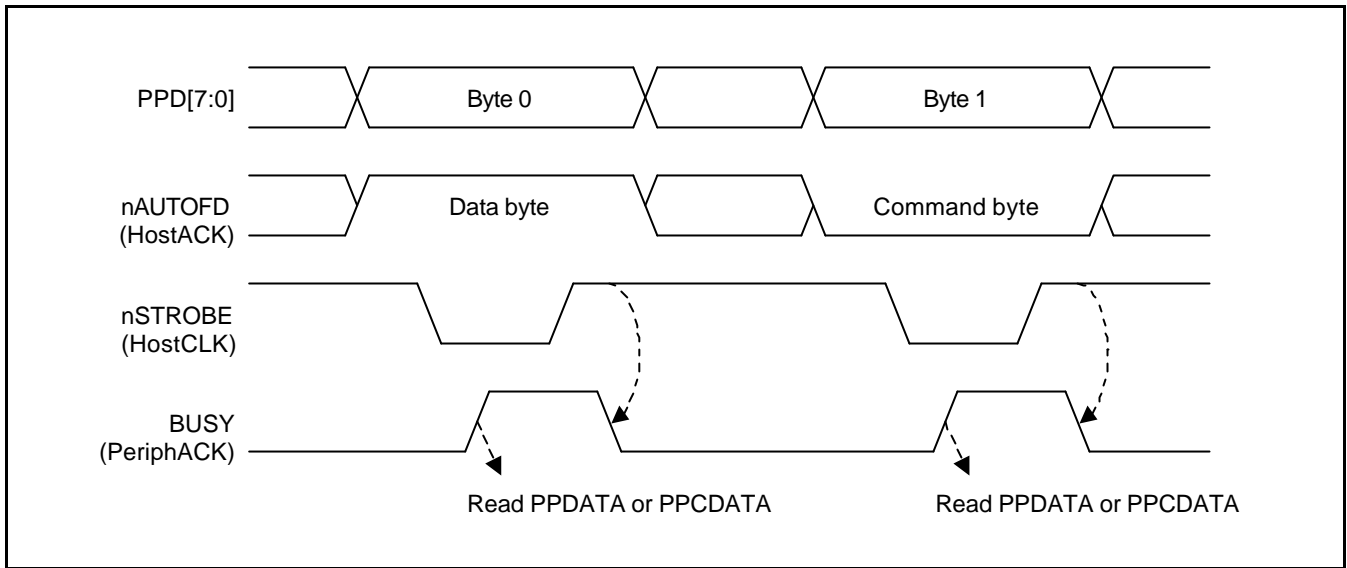 PPD[7:0]
Byte 0
Byte 1
nAUTOFD
(HostACK)
Data byte
Command byte
nSTROBE
(HostCLK)
BUSY
(PeriphACK)
Read PPDATA or PPCDATA
Read PPDATA or PPCDATA